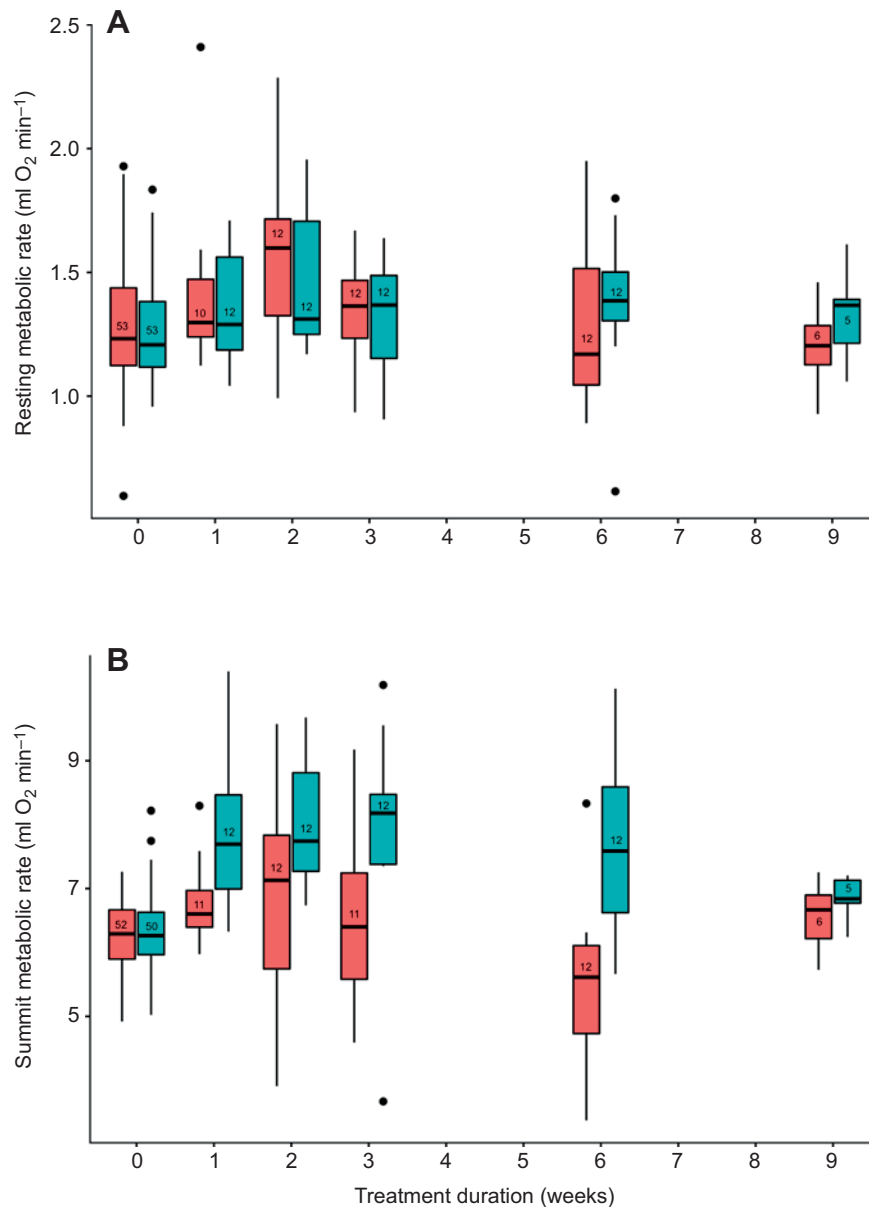 A
2.5
2.0
1.5
1.0
Resting metabolic rate (ml O₂ min⁻¹)
53 53 10 12 12 12 12 12 12 12 6 5
0 1 2 3 4 5 6 7 8 9
B
9
7
5
Summit metabolic rate (ml O₂ min⁻¹)
52 50 11 12 12 12 11 12 12 12 6 5
0 1 2 3 4 5 6 7 8 9
Treatment duration (weeks)